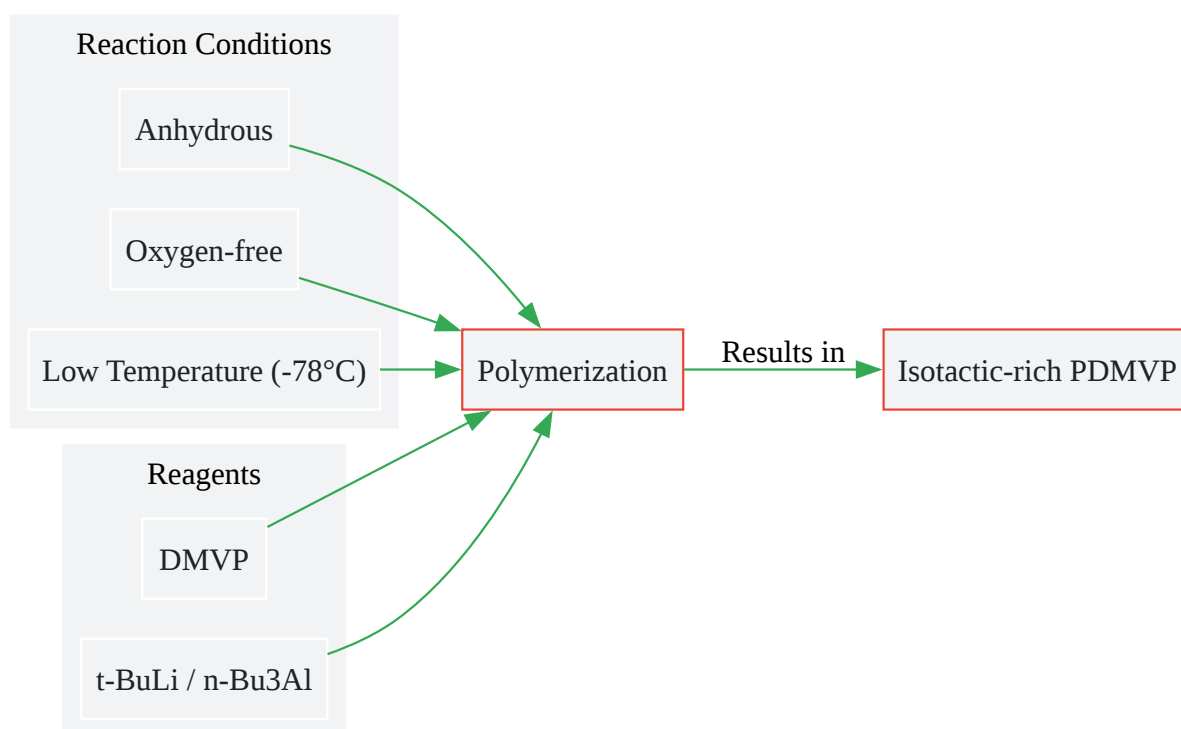 Reaction Conditions
Anhydrous
Oxygen-free
Low Temperature (-78°C)
Polymerization
Results in
Isotactic-rich PDMVP
Reagents
DMVP
t-BuLi / n-Bu3Al